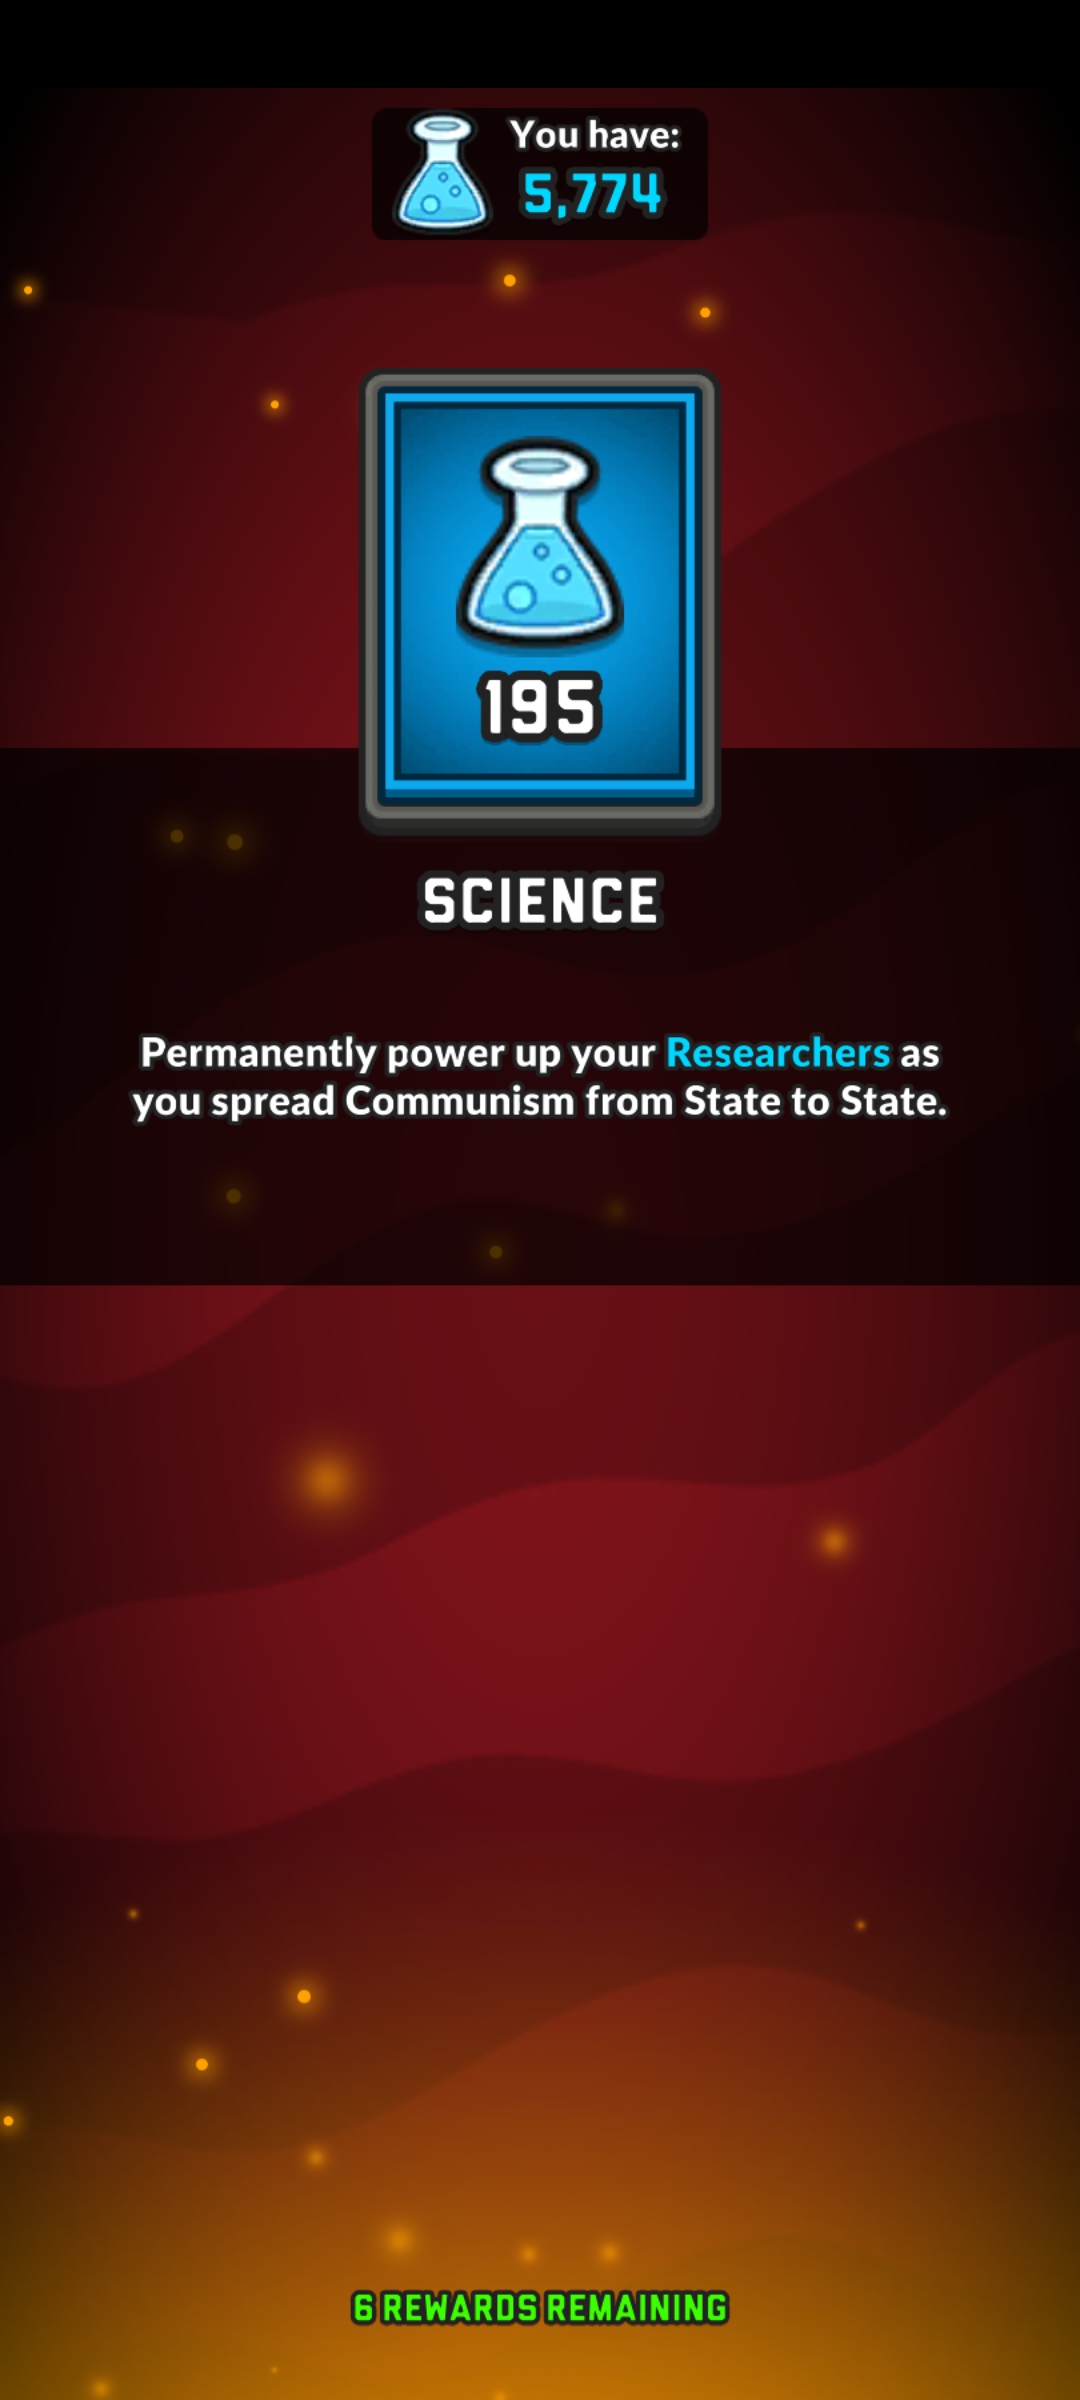 You have:
5,774
195
SCIENCE
Permanently power up your Researchers as
you spread Communism from State to State.
6 REWARDS REMAINING